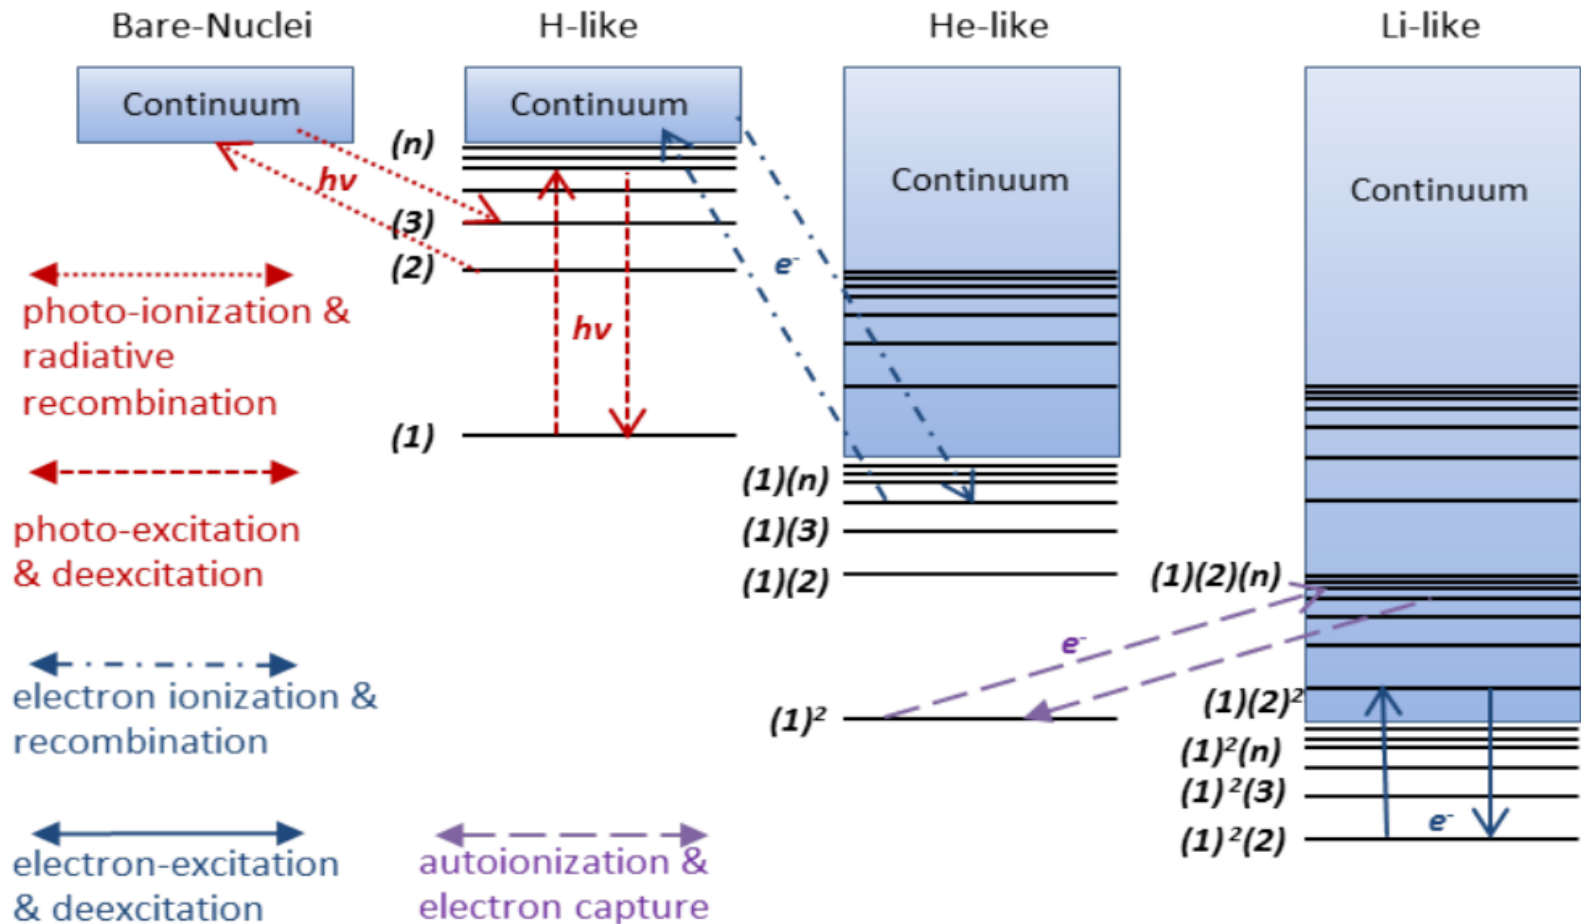 Bare-Nuclei
H-like
He-like
Li-like
Continuum
Continuum
Continuum
Continuum
(n)
hν
(3)
(2)
e-
hν
(1)
photo-ionization &
radiative
recombination
photo-excitation
& deexcitation
electron ionization &
recombination
electron-excitation
& deexcitation
autoionization &
electron capture
(1)(n)
(1)(3)
(1)(2)
(1)²
e-
(1)(2)(n)
(1)(2)²
(1)²(n)
(1)²(3)
(1)²(2)
e-